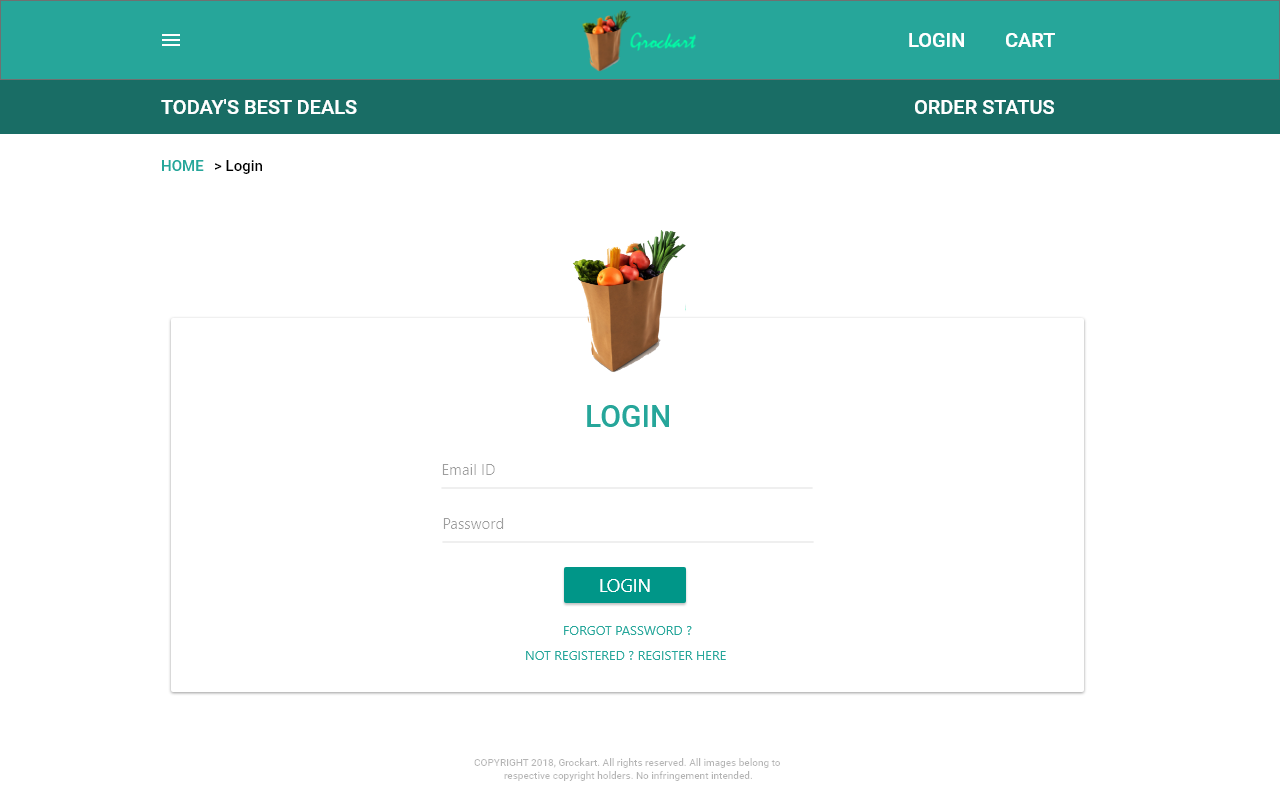 Grockart
LOGIN
CART
TODAY'S BEST DEALS
ORDER STATUS
HOME > Login
LOGIN
Email ID
Password
LOGIN
FORGOT PASSWORD ?
NOT REGISTERED ? REGISTER HERE
COPYRIGHT 2018, Grockart. All rights reserved. All images belong to
respective copyright holders. No infringement intended.